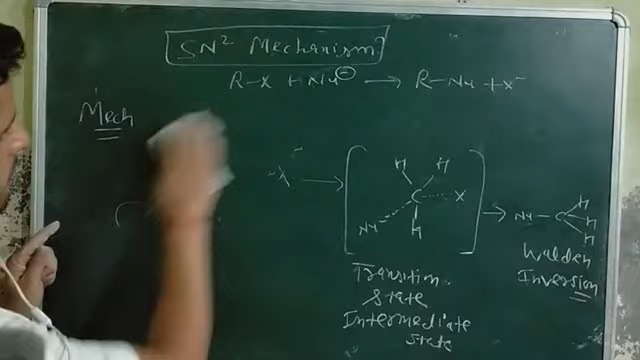 SN² Mechanism
R-X + Nu⊖ → R-Nu + X⁻
Mech
-X → [ H H C X Nu H ] → Nu-C H H H
Transition
State
Intermediate
State
Walden
Inversion